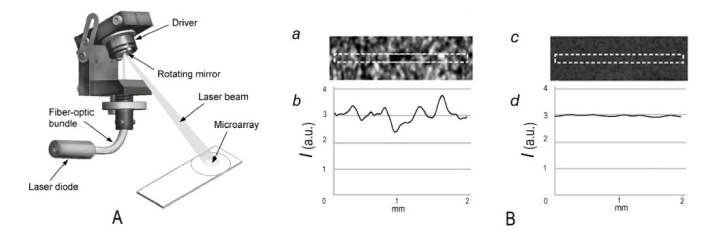 Driver
Rotating mirror
Laser beam
Microarray
Fiber-optic
bundle
Laser diode
A
a
b
4
3
2
1
0
1
2
mm
I (a.u.)
c
d
4
3
2
1
0
1
2
mm
I (a.u.)
B